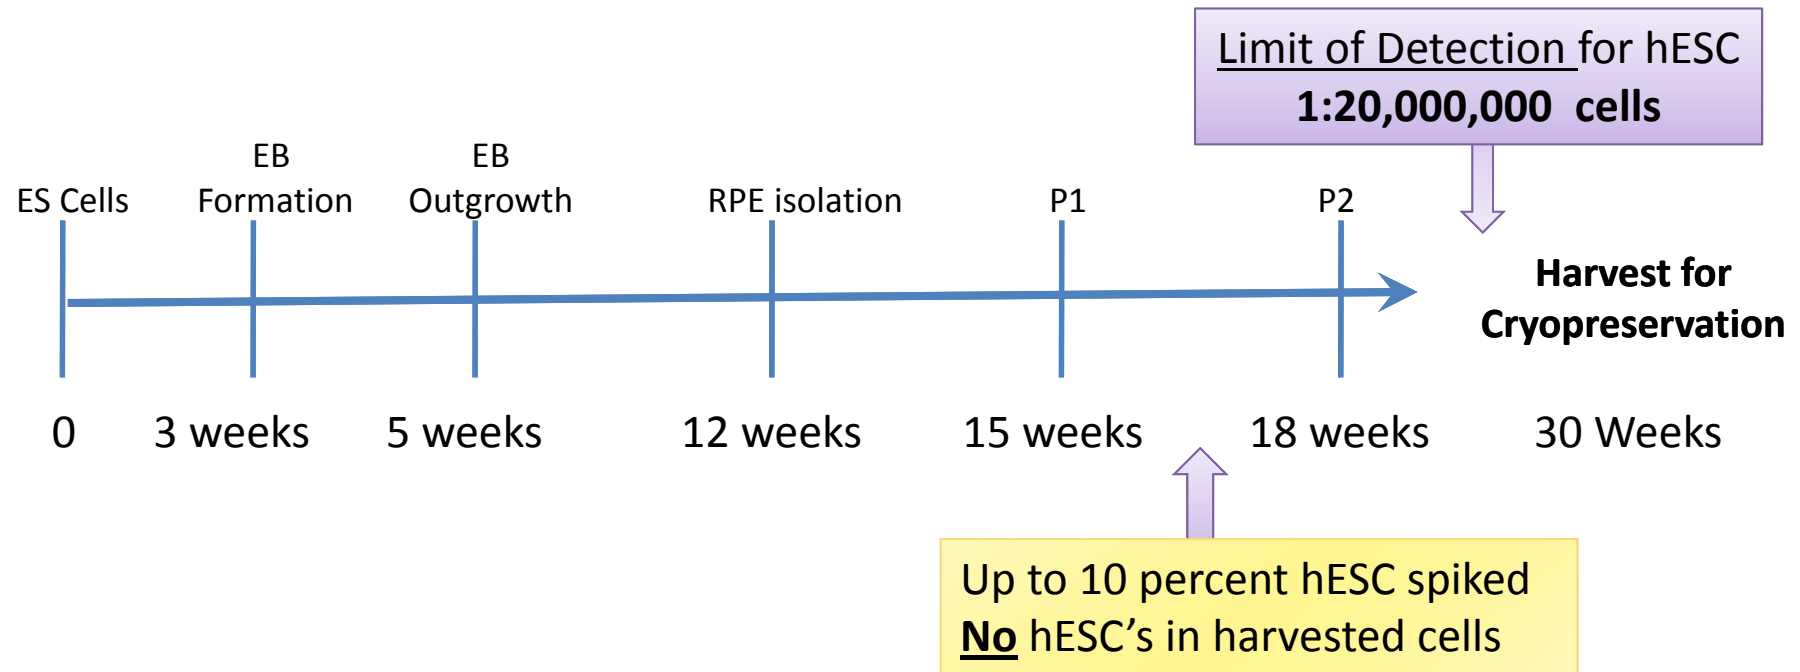 Limit of Detection for hESC
1:20,000,000 cells
ES Cells
EB
Formation
EB
Outgrowth
RPE isolation
P1
P2
Harvest for
Cryopreservation
0
3 weeks
5 weeks
12 weeks
15 weeks
18 weeks
30 Weeks
Up to 10 percent hESC spiked
No hESC’s in harvested cells